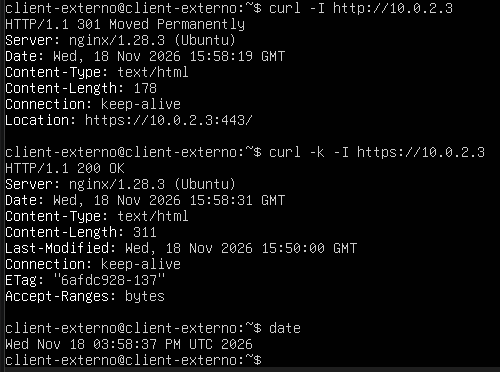 client-externo@client-externo:~$ curl -I http://10.0.2.3
HTTP/1.1 301 Moved Permanently
Server: nginx/1.28.3 (Ubuntu)
Date: Wed, 18 Nov 2026 15:58:19 GMT
Content-Type: text/html
Content-Length: 178
Connection: keep-alive
Location: https://10.0.2.3:443/

client-externo@client-externo:~$ curl -k -I https://10.0.2.3
HTTP/1.1 200 OK
Server: nginx/1.28.3 (Ubuntu)
Date: Wed, 18 Nov 2026 15:58:31 GMT
Content-Type: text/html
Content-Length: 311
Last-Modified: Wed, 18 Nov 2026 15:50:00 GMT
Connection: keep-alive
ETag: "6afdc928-137"
Accept-Ranges: bytes

client-externo@client-externo:~$ date
Wed Nov 18 03:58:37 PM UTC 2026
client-externo@client-externo:~$